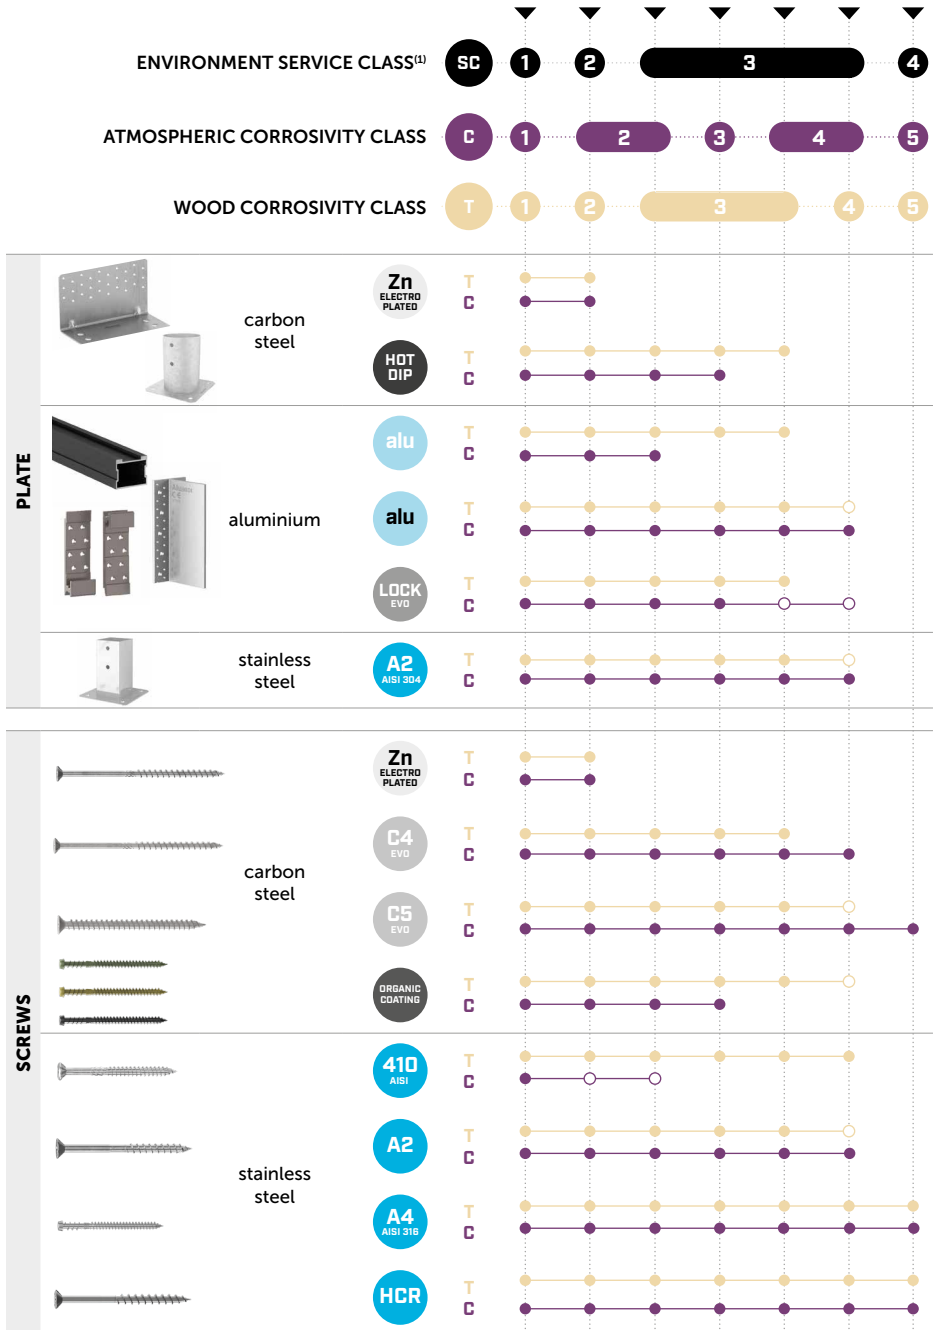 ENVIRONMENT SERVICE CLASS(1) SC 1 2 3 4
ATMOSPHERIC CORROSIVITY CLASS C 1 2 3 4 5
WOOD CORROSIVITY CLASS T 1 2 3 4 5
PLATE
carbon
steel
Zn
ELECTRO
PLATED
T
C
HOT
DIP
T
C
aluminium
alu
T
C
alu
T
C
LOCK
EVO
T
C
stainless
steel
A2
AISI 304
T
C
SCREWS
carbon
steel
Zn
ELECTRO
PLATED
T
C
C4
EVO
T
C
C5
EVO
T
C
ORGANIC
COATING
T
C
stainless
steel
410
AISI
T
C
A2
T
C
A4
AISI 316
T
C
HCR
T
C